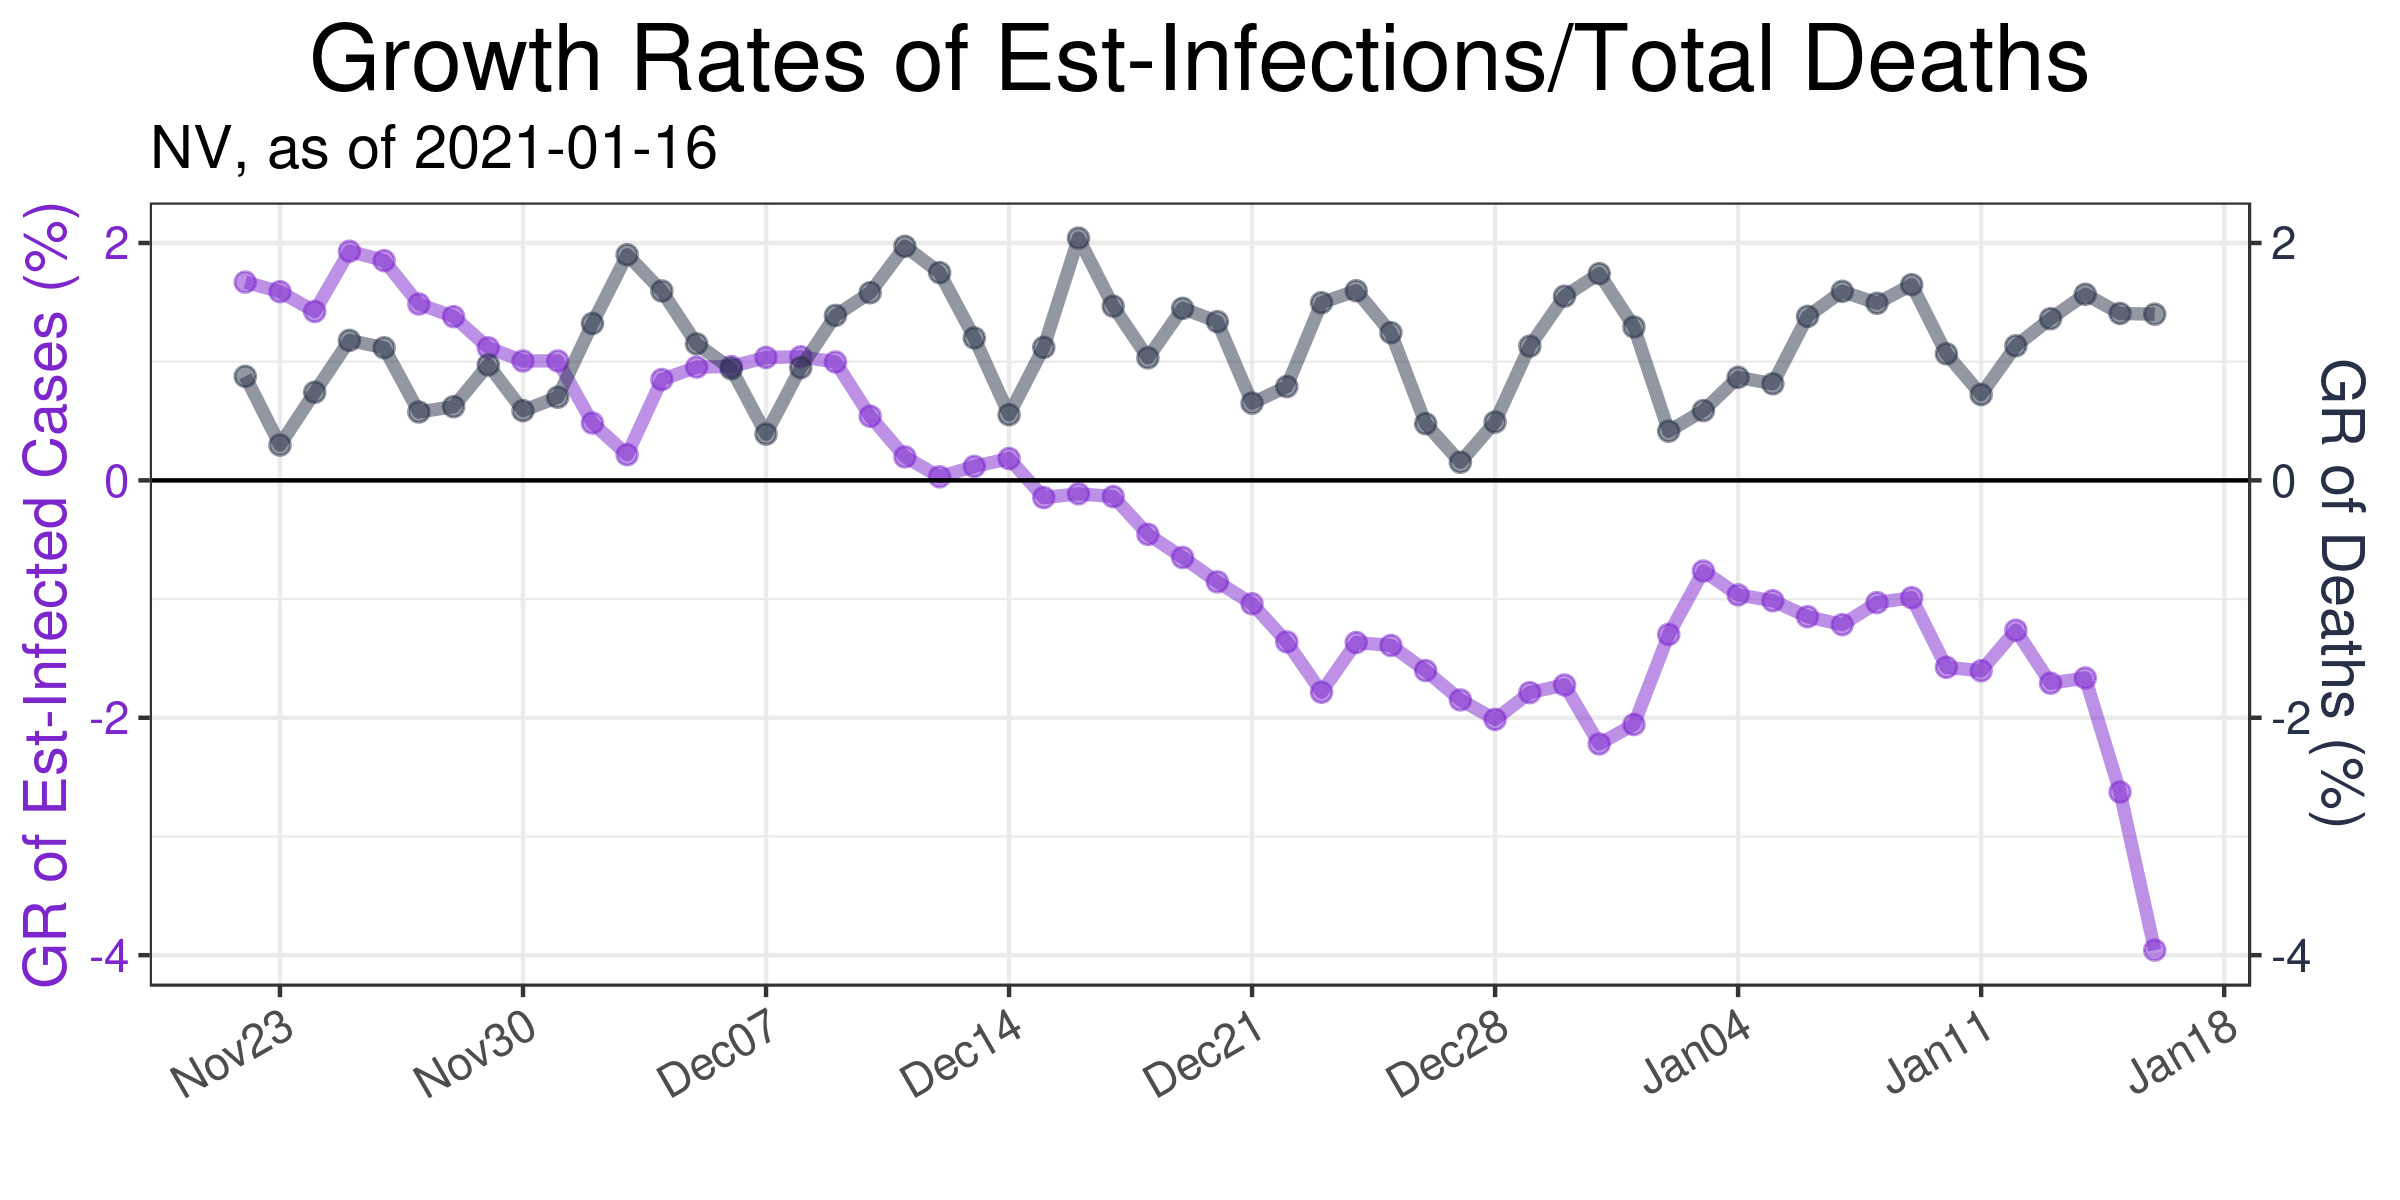 Growth Rates of Est-Infections/Total Deaths
NV, as of 2021-01-16
GR of Est-Infected Cases (%)
2
0
-2
-4
2
0
-2
-4
GR of Deaths (%)
Nov23
Nov30
Dec07
Dec14
Dec21
Dec28
Jan04
Jan11
Jan18